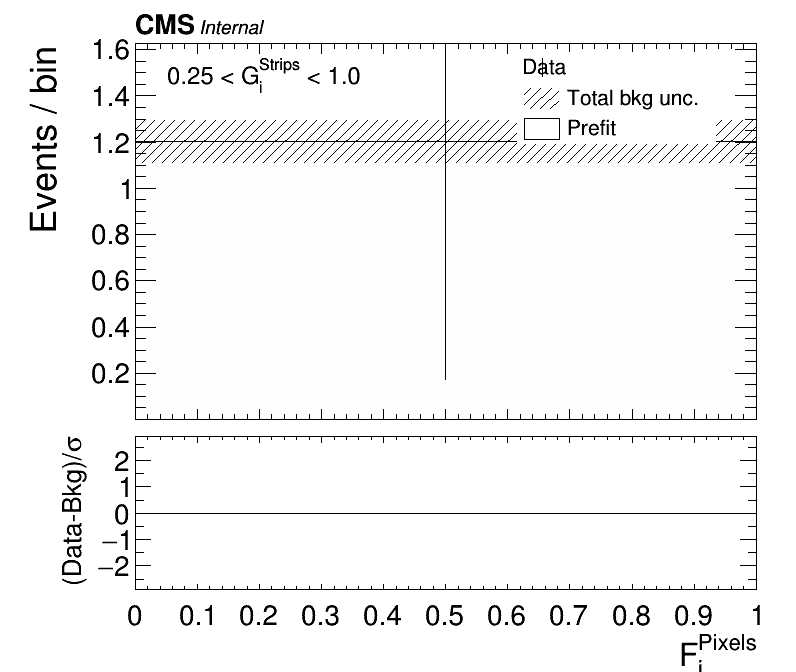 CMS Internal
Events / bin
0.25 < G_i^Strips < 1.0
Data
Total bkg unc.
Prefit
1.6
1.4
1.2
1
0.8
0.6
0.4
0.2
(Data-Bkg)/σ
2
1
0
−1
−2
0 0.1 0.2 0.3 0.4 0.5 0.6 0.7 0.8 0.9 1
F_i^Pixels